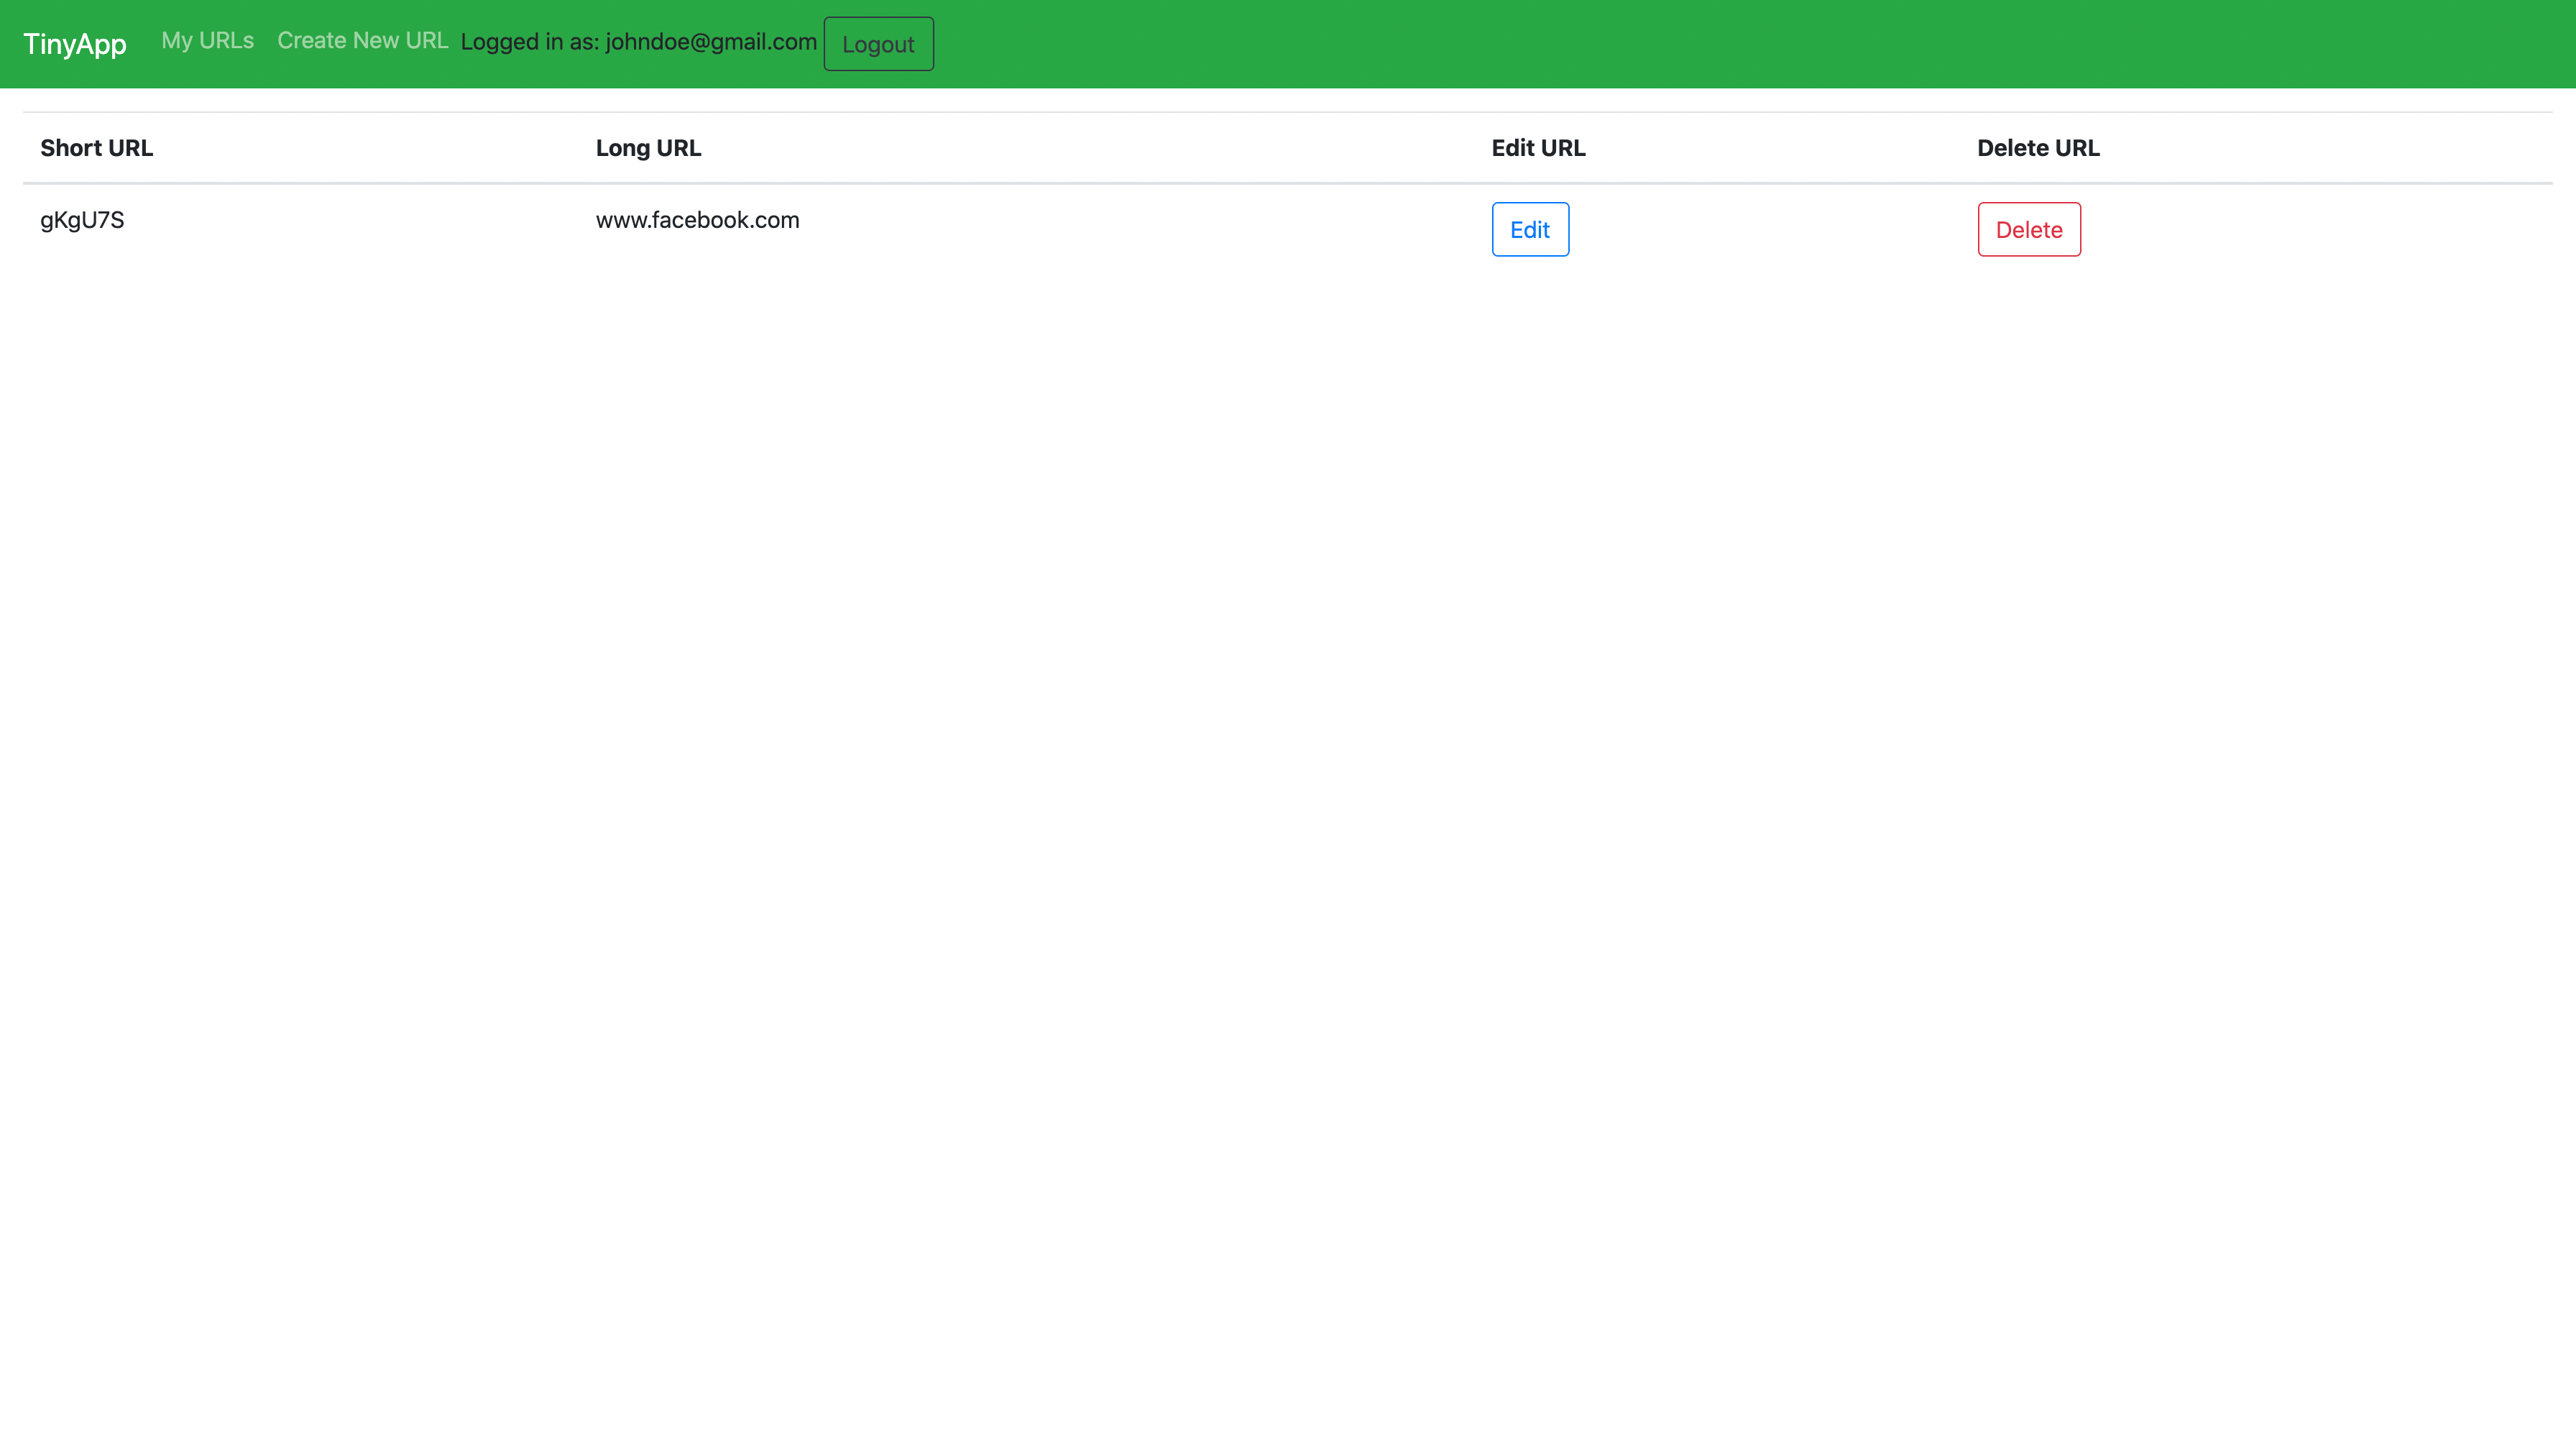 TinyApp My URLs Create New URL Logged in as: johndoe@gmail.com Logout
Short URL Long URL Edit URL Delete URL
gKgU7S www.facebook.com Edit Delete